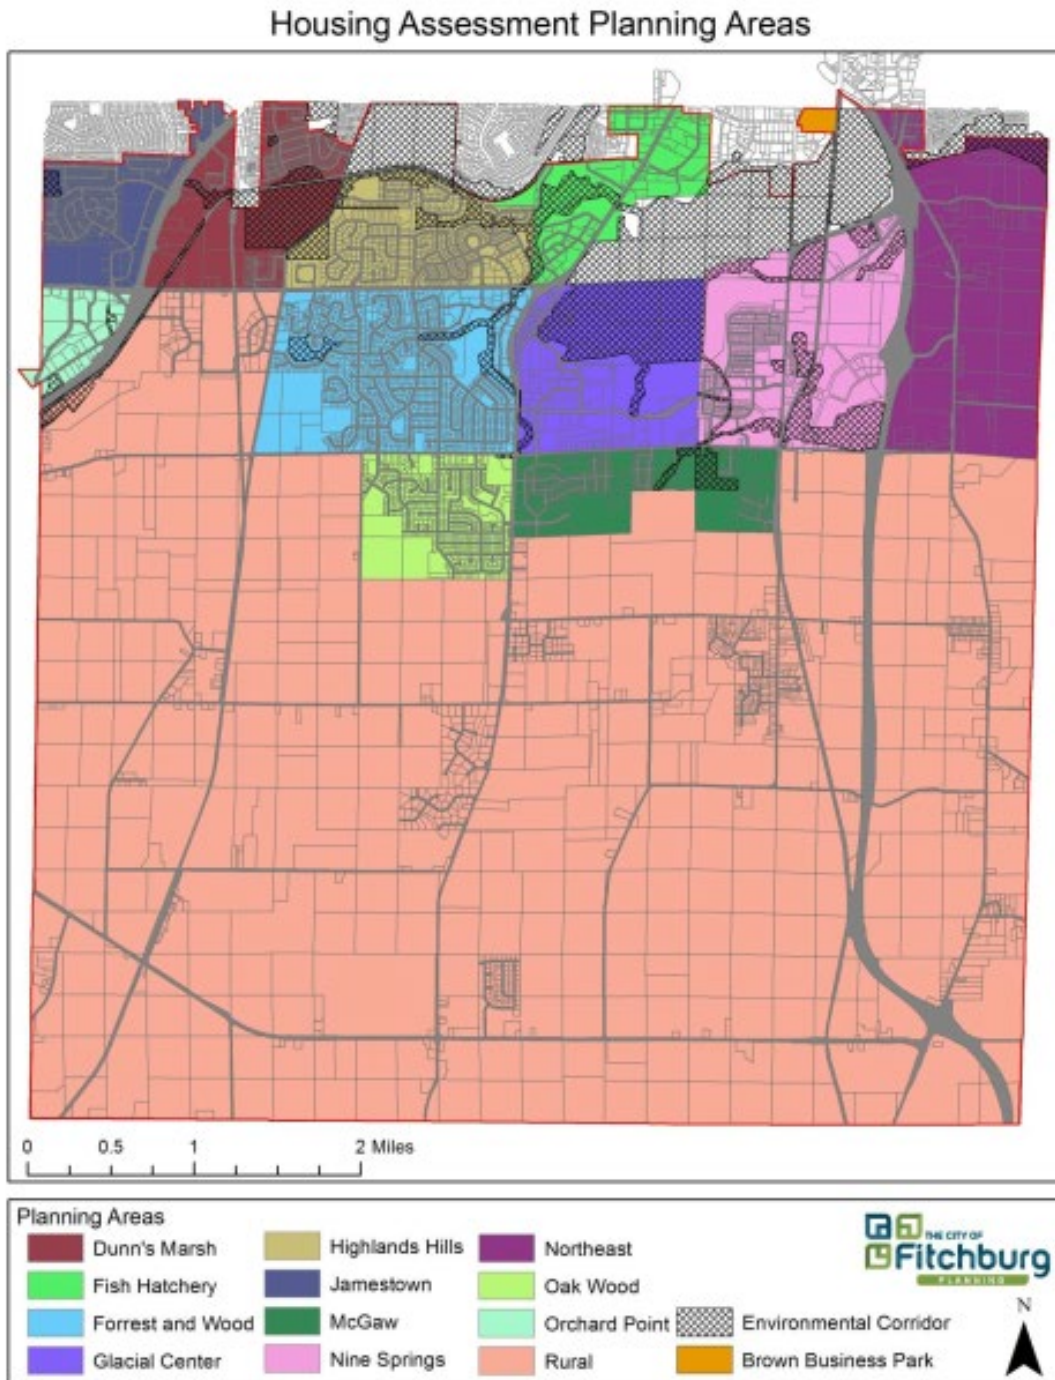 Housing Assessment Planning Areas
0 0.5 1 2 Miles
Planning Areas
Dunn's Marsh
Fish Hatchery
Forrest and Wood
Glacial Center
Highlands Hills
Jamestown
McGaw
Nine Springs
Northeast
Oak Wood
Orchard Point
Rural
Environmental Corridor
Brown Business Park
THE CITY OF
Fitchburg
PLANNING
N